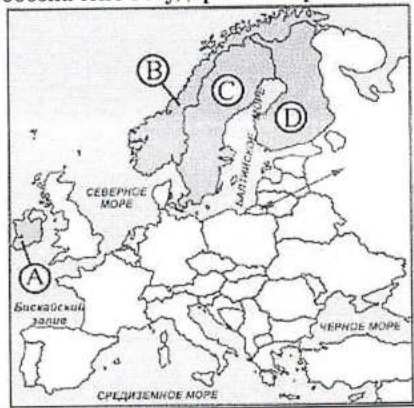 B
C
D
БАЛТИЙСКОЕ МОРЕ
СЕВЕРНОЕ
МОРЕ
A
Бискайский
залив
ЧЕРНОЕ МОРЕ
СРЕДИЗЕМНОЕ МОРЕ